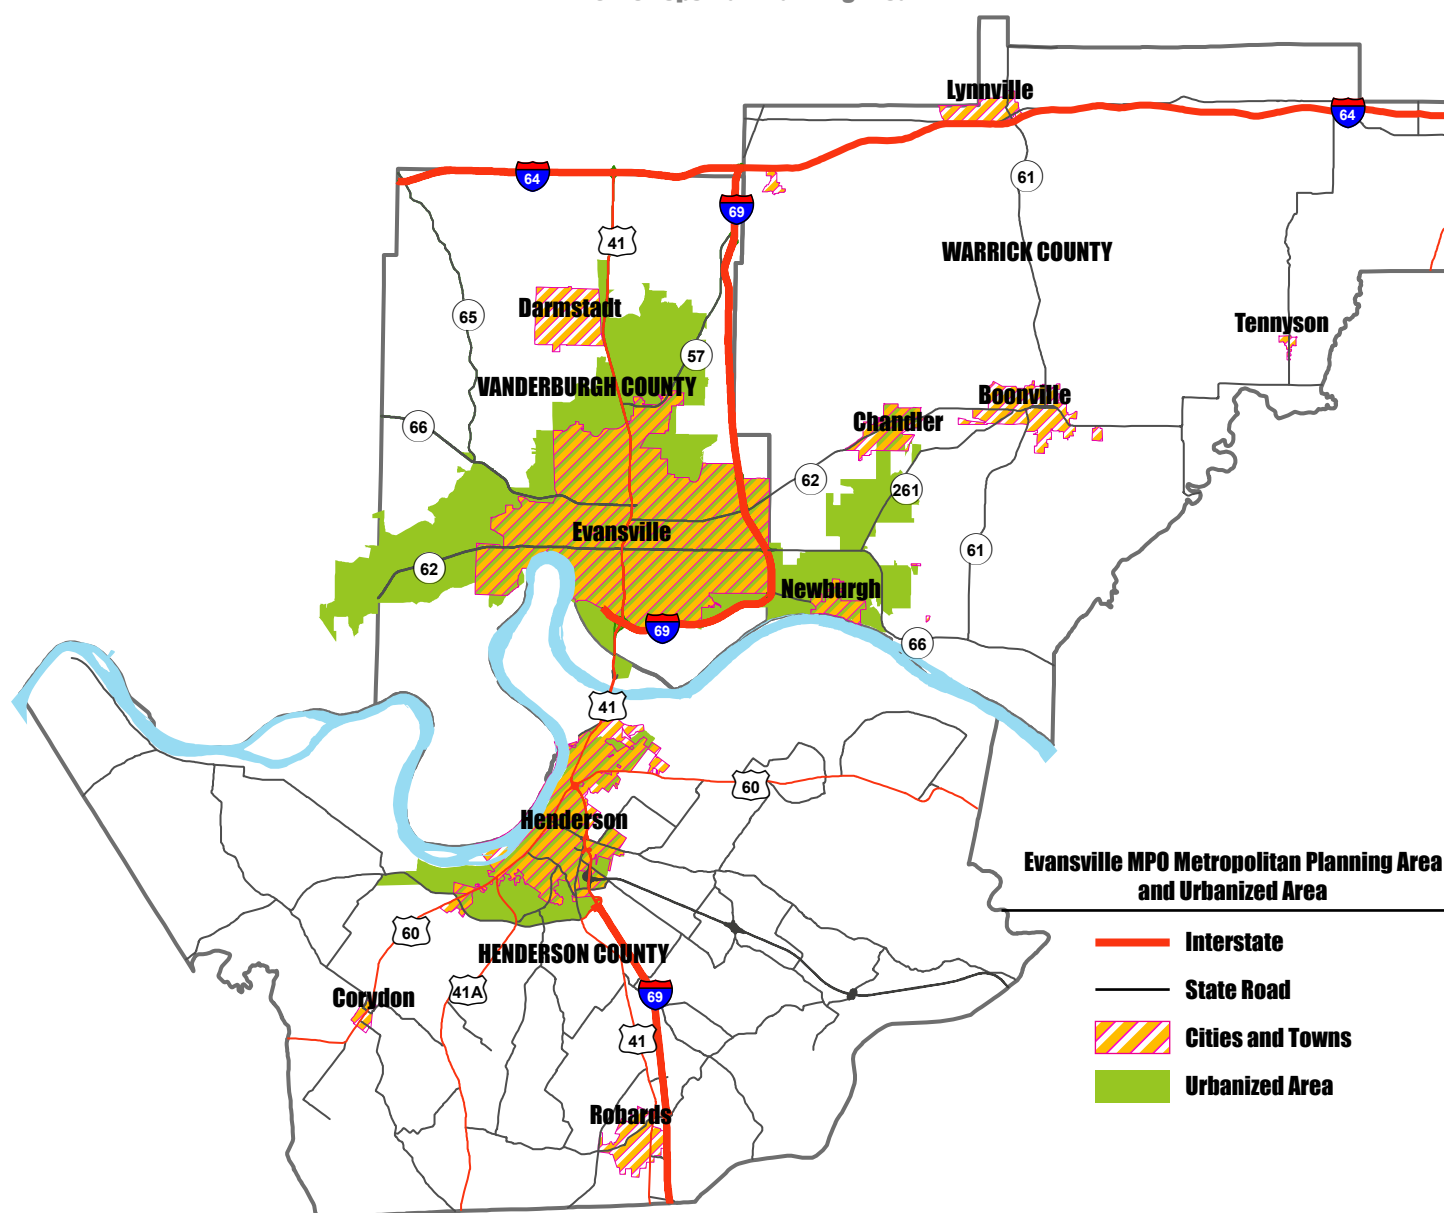 Lynnville
64
61
64
69
41
WARRICK COUNTY
Darmstadt
65
Tennyson
57
VANDERBURGH COUNTY
Boonville
66
Chandler
62
261
Evansville
61
62
Newburgh
69
66
41
60
Henderson
Evansville MPO Metropolitan Planning Area
and Urbanized Area
60
Interstate
HENDERSON COUNTY
41A
State Road
Corydon
69
41
Cities and Towns
Urbanized Area
Robards